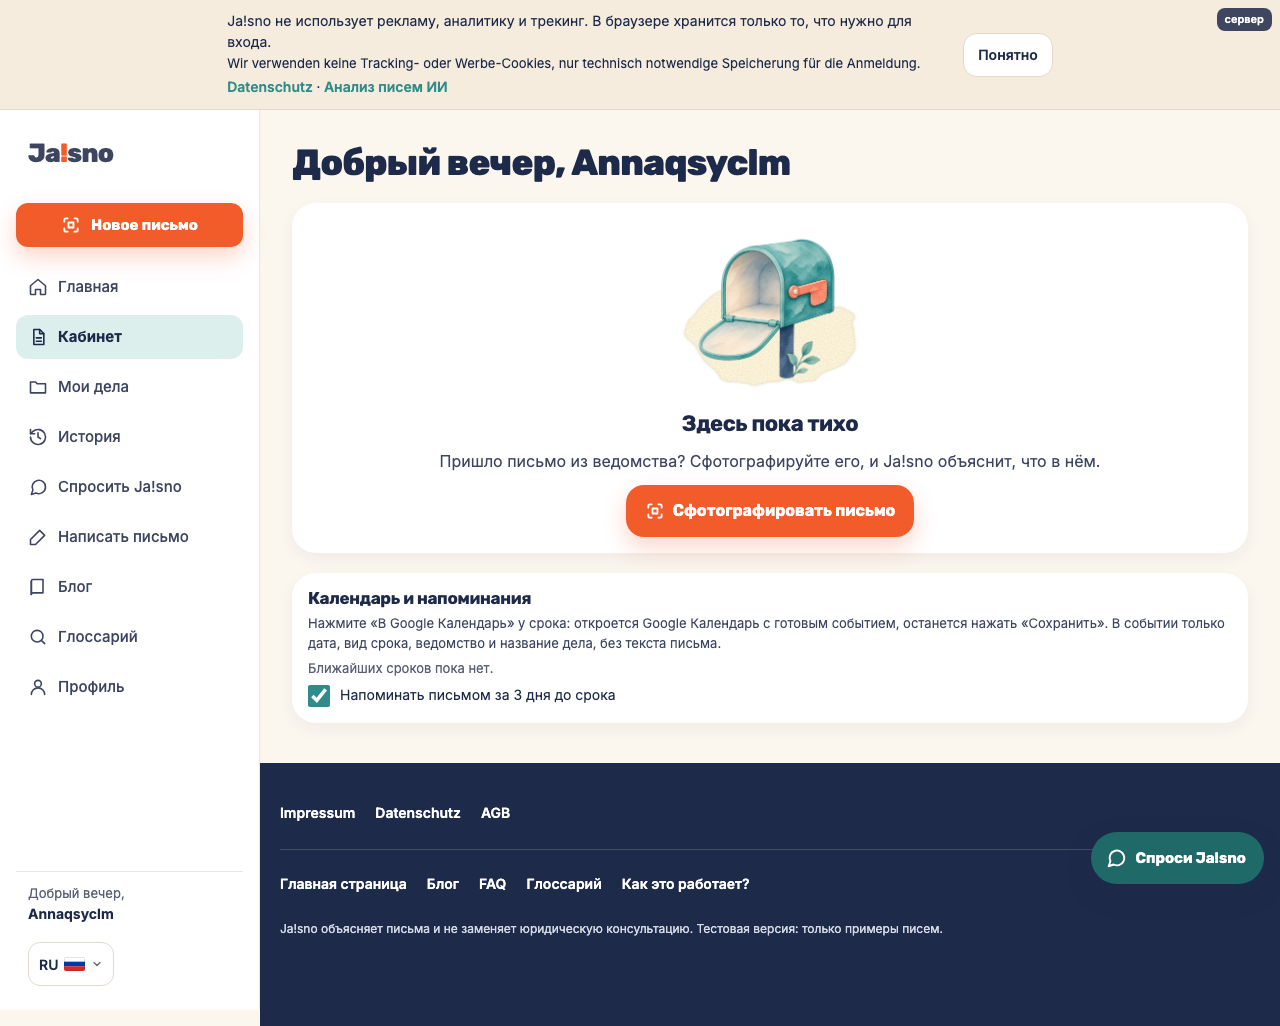 Ja!sno не использует рекламу, аналитику и трекинг. В браузере хранится только то, что нужно для
входа.
Wir verwenden keine Tracking- oder Werbe-Cookies, nur technisch notwendige Speicherung für die Anmeldung.
Datenschutz · Анализ писем ИИ
Понятно
сервер
Ja!sno
Новое письмо
Главная
Кабинет
Мои дела
История
Спросить Ja!sno
Написать письмо
Блог
Глоссарий
Профиль
Добрый вечер,
Annaqsyclm
RU
Добрый вечер, Annaqsyclm
Здесь пока тихо
Пришло письмо из ведомства? Сфотографируйте его, и Ja!sno объяснит, что в нём.
Сфотографировать письмо
Календарь и напоминания
Нажмите «В Google Календарь» у срока: откроется Google Календарь с готовым событием, останется нажать «Сохранить». В событии только
дата, вид срока, ведомство и название дела, без текста письма.
Ближайших сроков пока нет.
Напоминать письмом за 3 дня до срока
Impressum Datenschutz AGB
Главная страница Блог FAQ Глоссарий Как это работает?
Ja!sno объясняет письма и не заменяет юридическую консультацию. Тестовая версия: только примеры писем.
Спроси Ja!sno